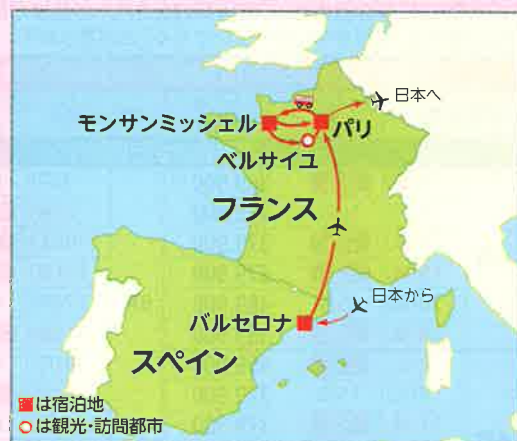 日本へ
モンサンミッシェル
パリ
ベルサイユ
フランス
日本から
バルセロナ
スペイン
■は宿泊地
○は観光・訪問都市